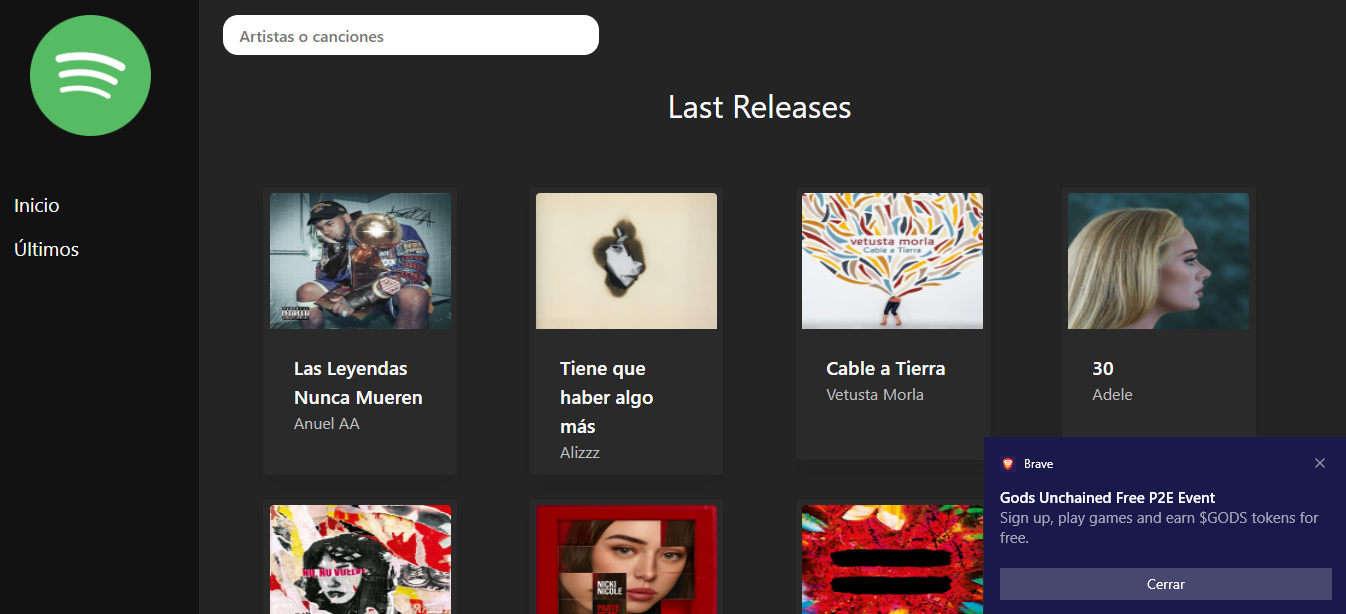 Artistas o canciones
Last Releases
Inicio
Últimos
vetusta morla
Cable a Tierra
Las Leyendas
Nunca Mueren
Anuel AA
Tiene que
haber algo
más
Alizzz
Cable a Tierra
Vetusta Morla
30
Adele
NICKI
NICOLE
PARTE
Brave
Gods Unchained Free P2E Event
Sign up, play games and earn $GODS tokens for
free.
Cerrar